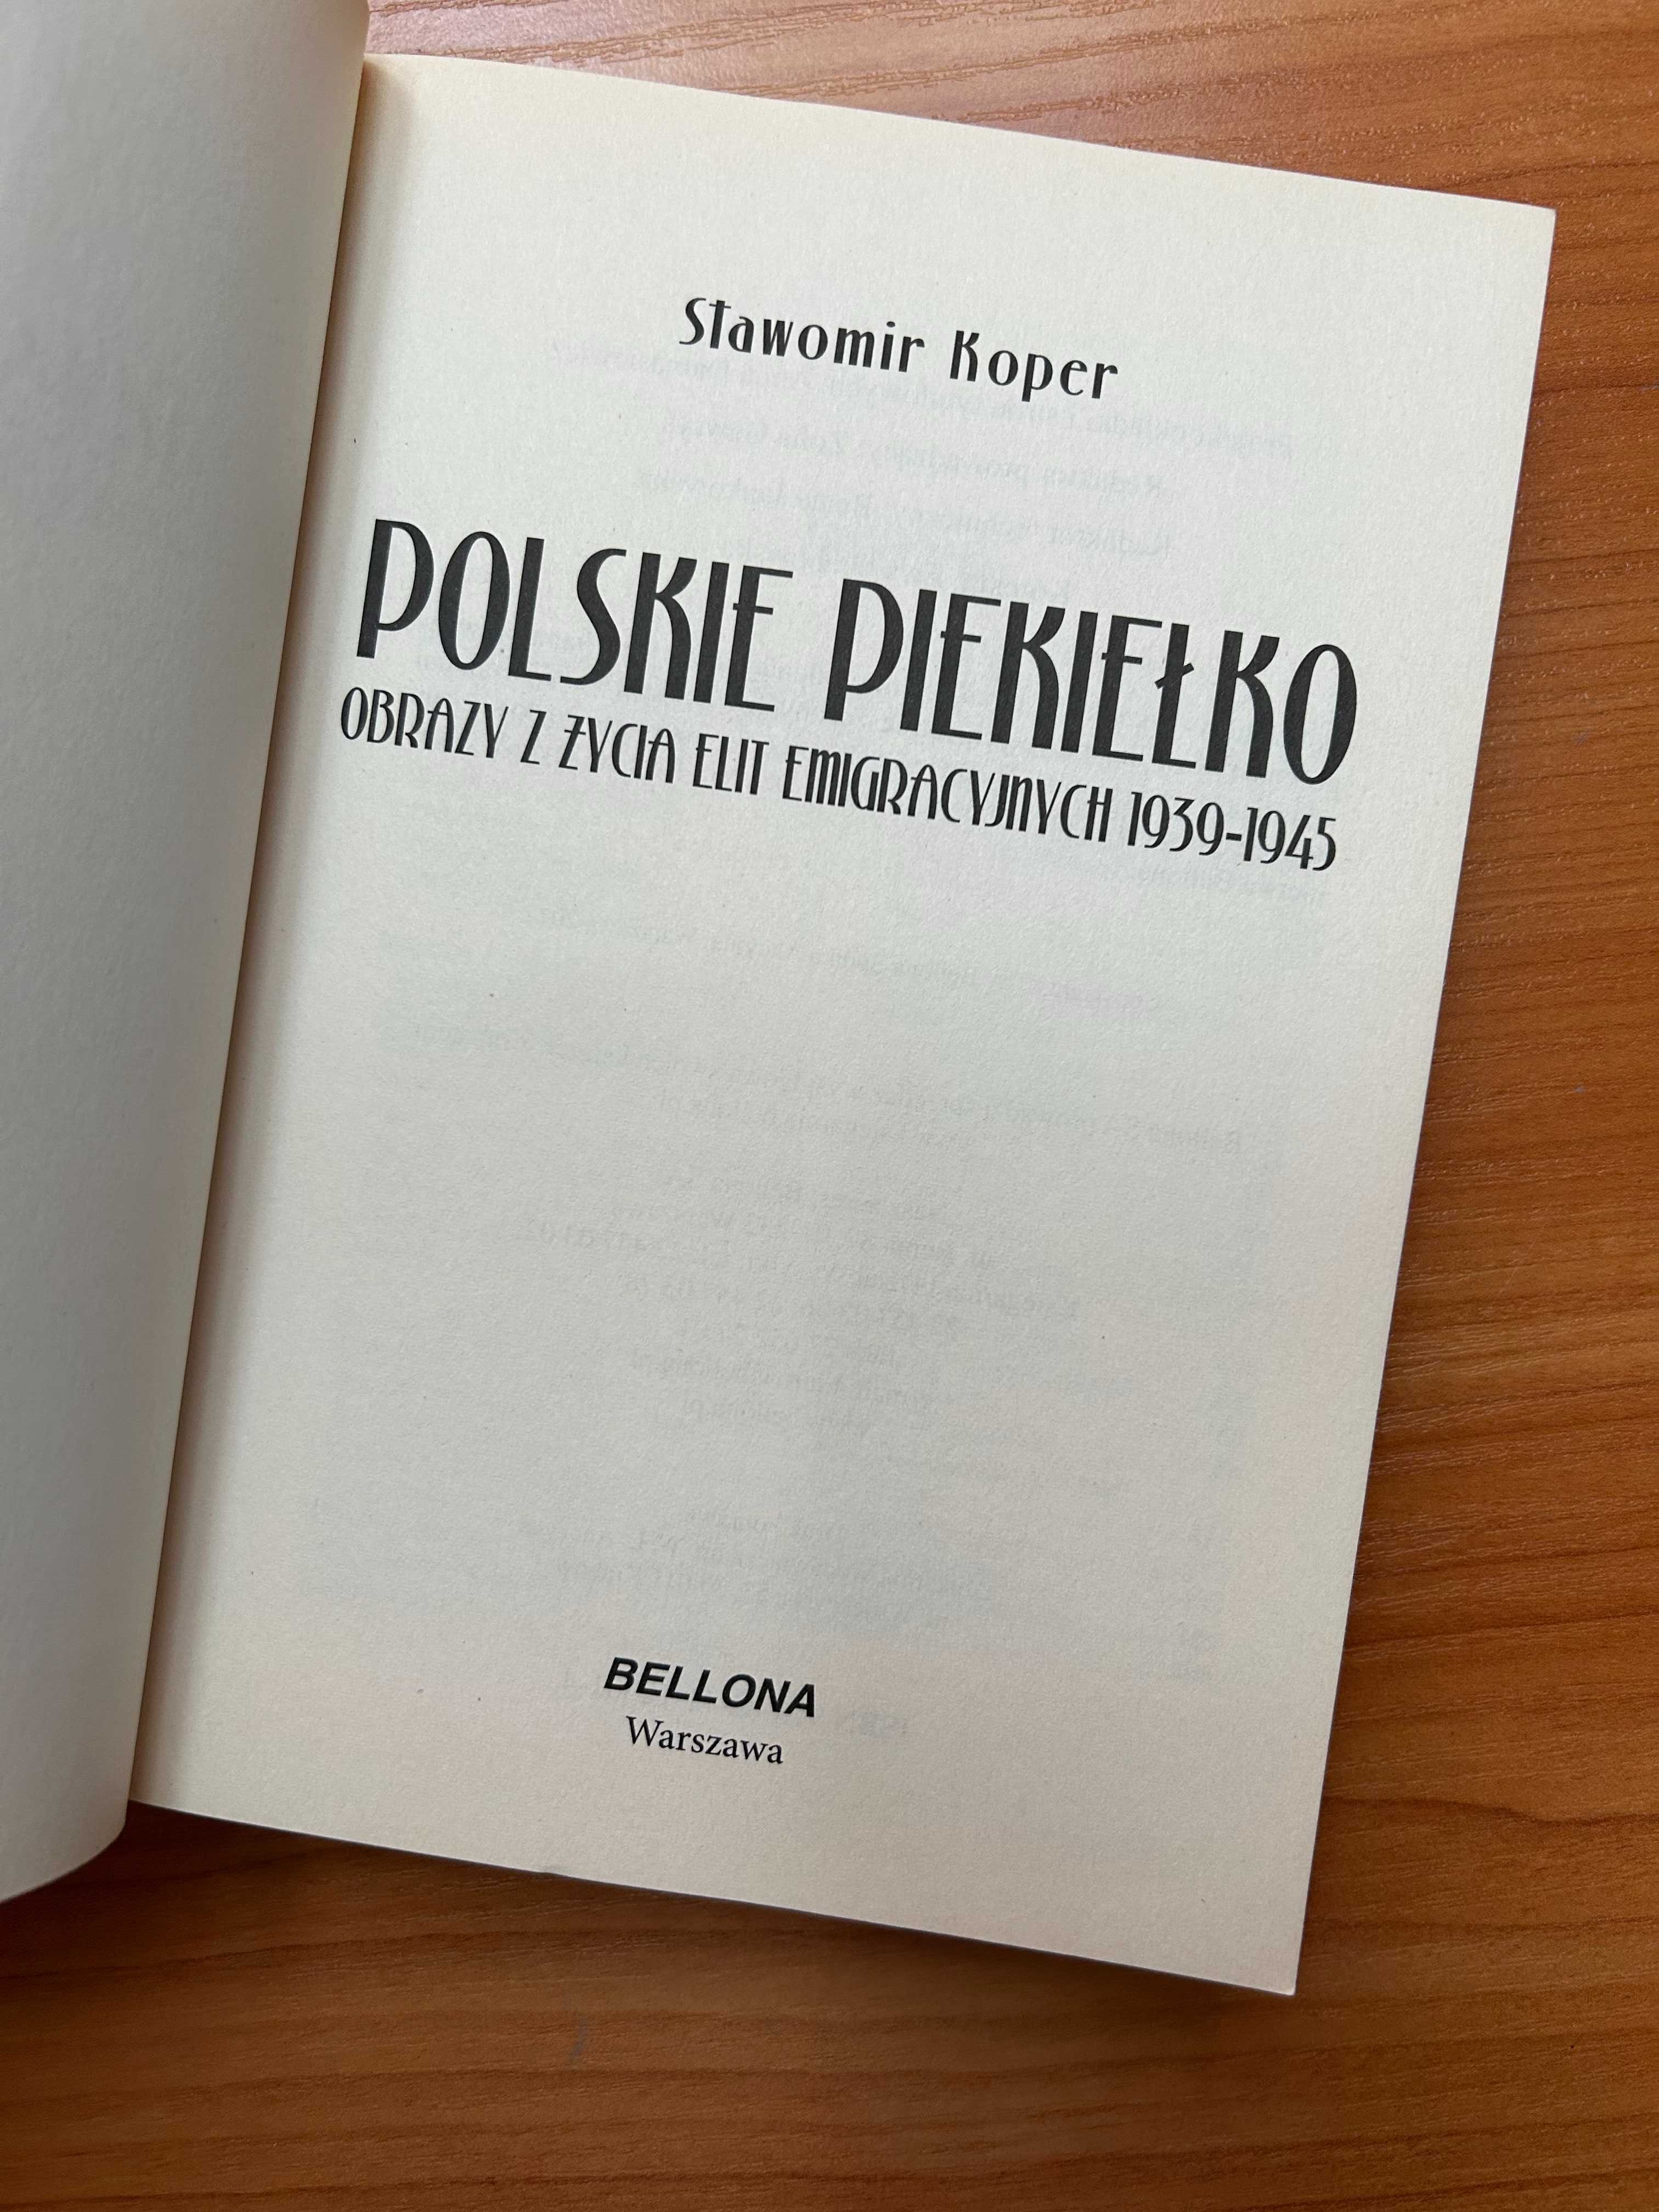 Sławomir Koper
POLSKIE PIEKIEŁKO
OBRAZY Z ŻYCIA ELIT EMIGRACYJNYCH 1939-1945
BELLONA
Warszawa